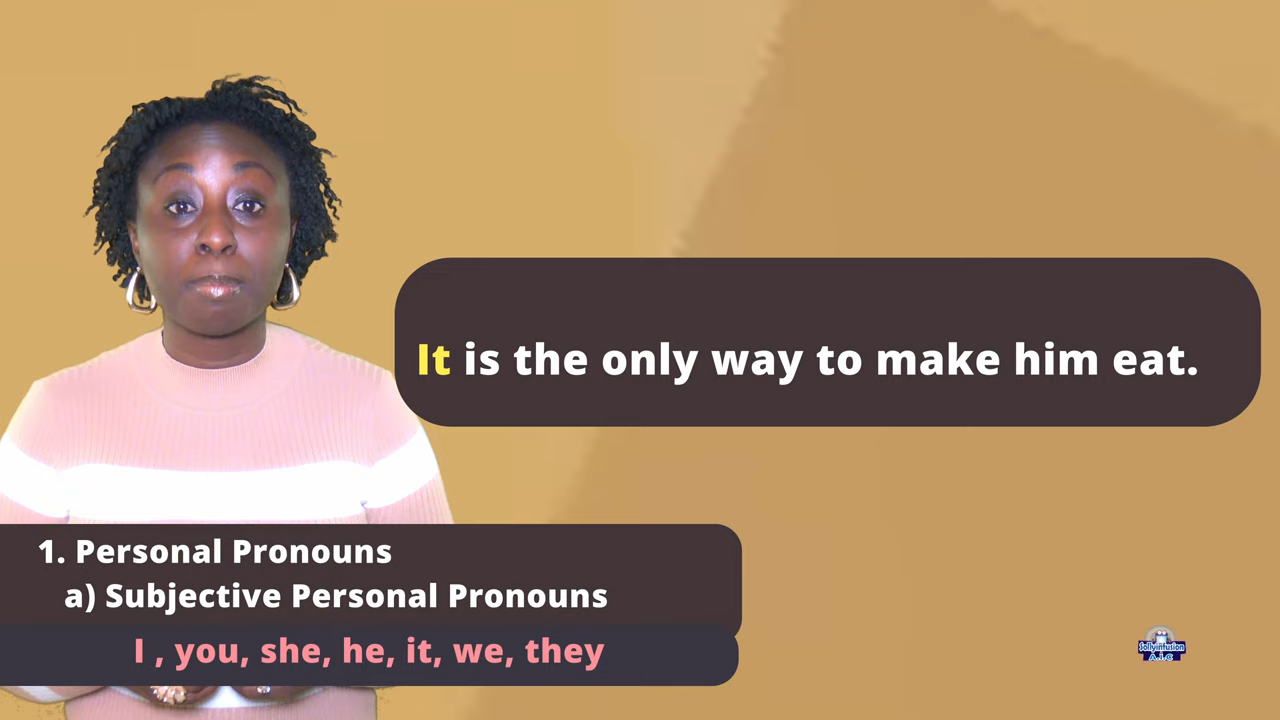 It is the only way to make him eat.
1. Personal Pronouns
a) Subjective Personal Pronouns
I , you, she, he, it, we, they
Sollyinfusion
A.J.C